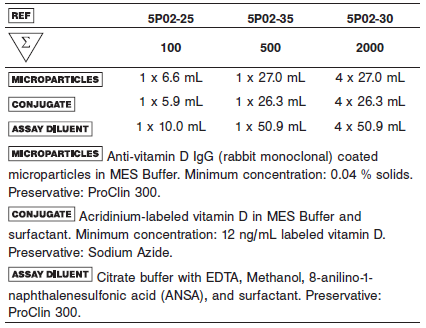 REF 5P02-25 5P02-35 5P02-30
Σ 100 500 2000
MICROPARTICLES 1 x 6.6 mL 1 x 27.0 mL 4 x 27.0 mL
CONJUGATE 1 x 5.9 mL 1 x 26.3 mL 4 x 26.3 mL
ASSAY DILUENT 1 x 10.0 mL 1 x 50.9 mL 4 x 50.9 mL
MICROPARTICLES Anti-vitamin D IgG (rabbit monoclonal) coated
microparticles in MES Buffer. Minimum concentration: 0.04 % solids.
Preservative: ProClin 300.
CONJUGATE Acridinium-labeled vitamin D in MES Buffer and
surfactant. Minimum concentration: 12 ng/mL labeled vitamin D.
Preservative: Sodium Azide.
ASSAY DILUENT Citrate buffer with EDTA, Methanol, 8-anilino-1-
naphthalenesulfonic acid (ANSA), and surfactant. Preservative:
ProClin 300.